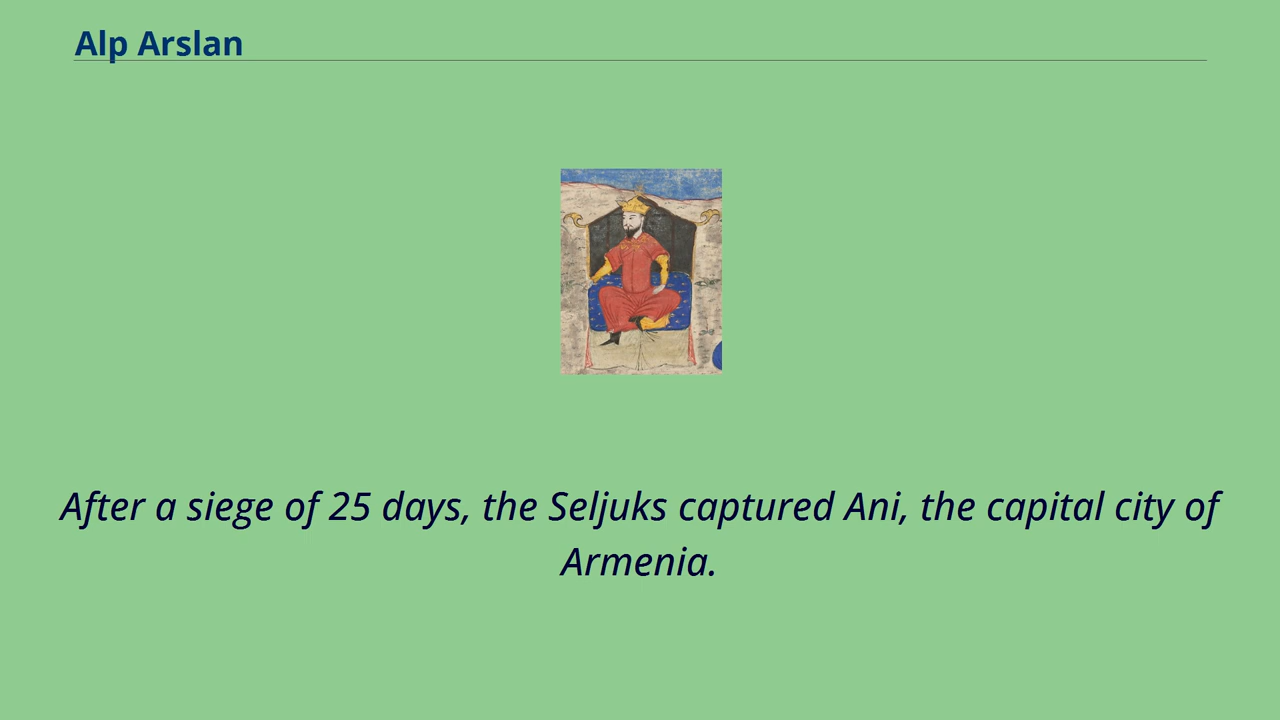 Alp Arslan
After a siege of 25 days, the Seljuks captured Ani, the capital city of
Armenia.